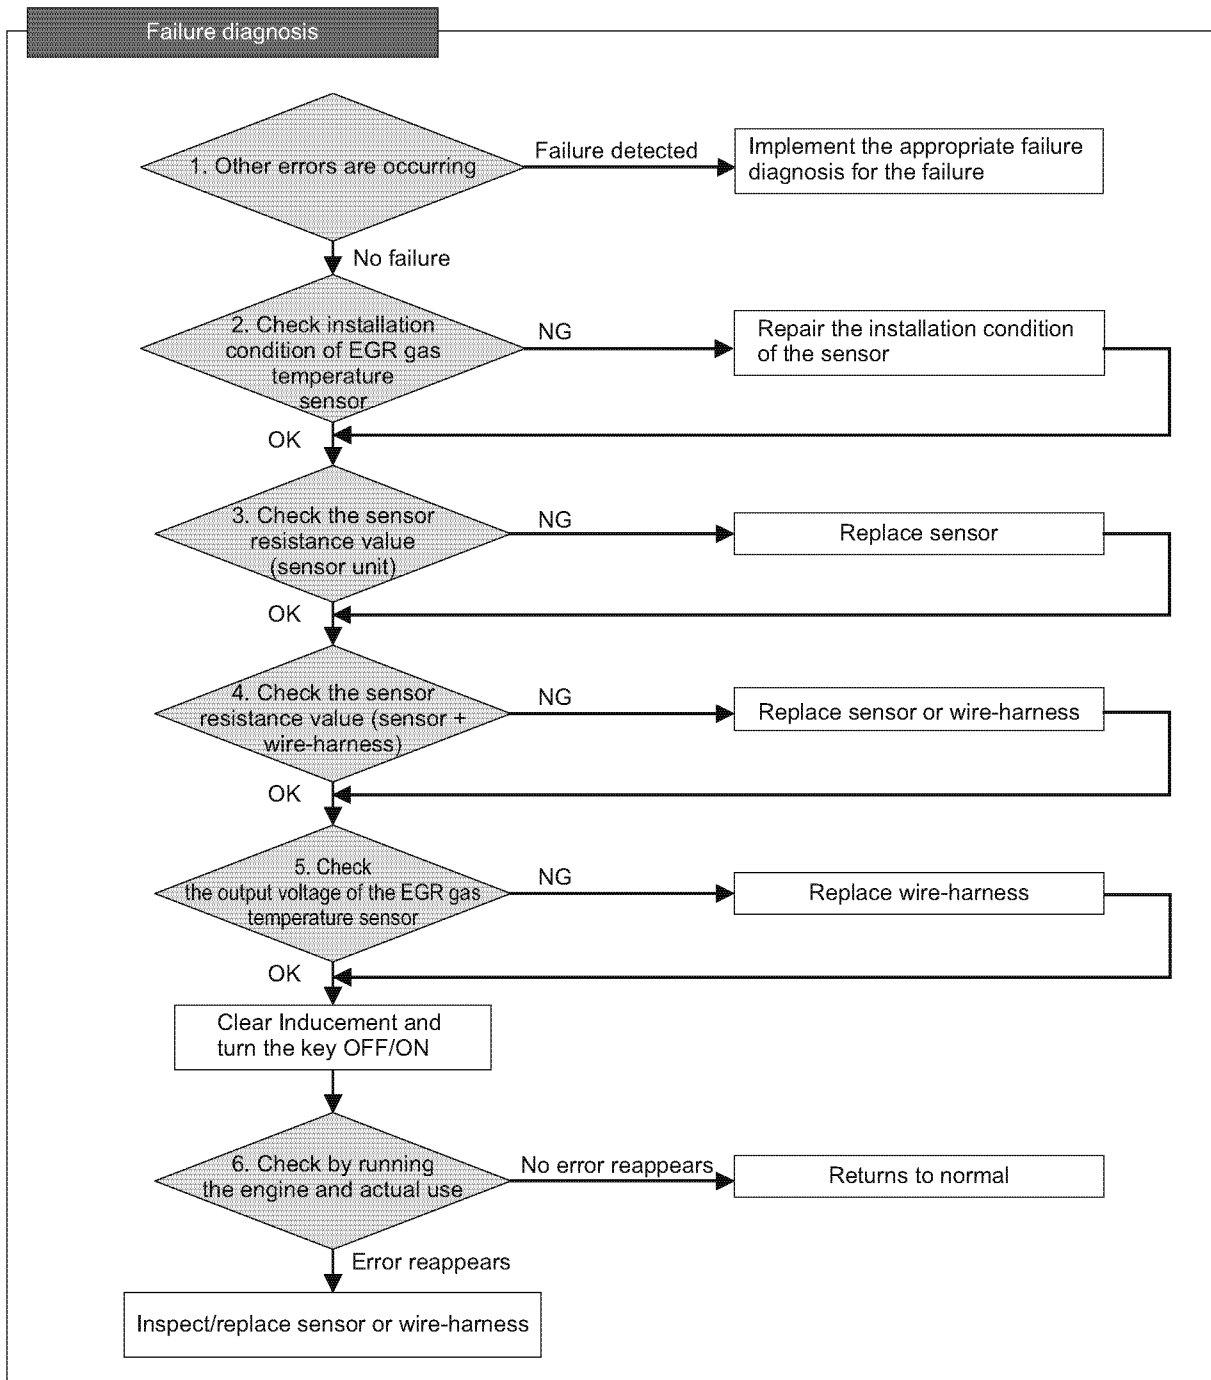 Failure diagnosis
1. Other errors are occurring
Failure detected
Implement the appropriate failure
diagnosis for the failure
No failure
2. Check installation
condition of EGR gas
temperature
sensor
NG
Repair the installation condition
of the sensor
OK
3. Check the sensor
resistance value
(sensor unit)
NG
Replace sensor
OK
4. Check the sensor
resistance value (sensor +
wire-harness)
NG
Replace sensor or wire-harness
OK
5. Check
the output voltage of the EGR gas
temperature sensor
NG
Replace wire-harness
OK
Clear Inducement and
turn the key OFF/ON
6. Check by running
the engine and actual use
No error reappears
Returns to normal
Error reappears
Inspect/replace sensor or wire-harness